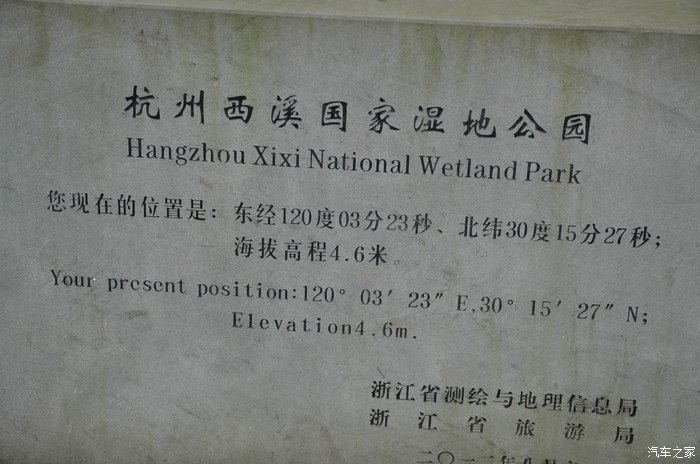 杭州西溪国家湿地公园
Hangzhou Xixi National Wetland Park
您现在的位置是：东经120度03分23秒、北纬30度15分27秒；
海拔高程4.6米。
Your present position:120° 03′ 23″ E,30° 15′ 27″ N；
Elevation4.6m.
浙江省测绘与地理信息局
浙江省旅游局
汽车之家